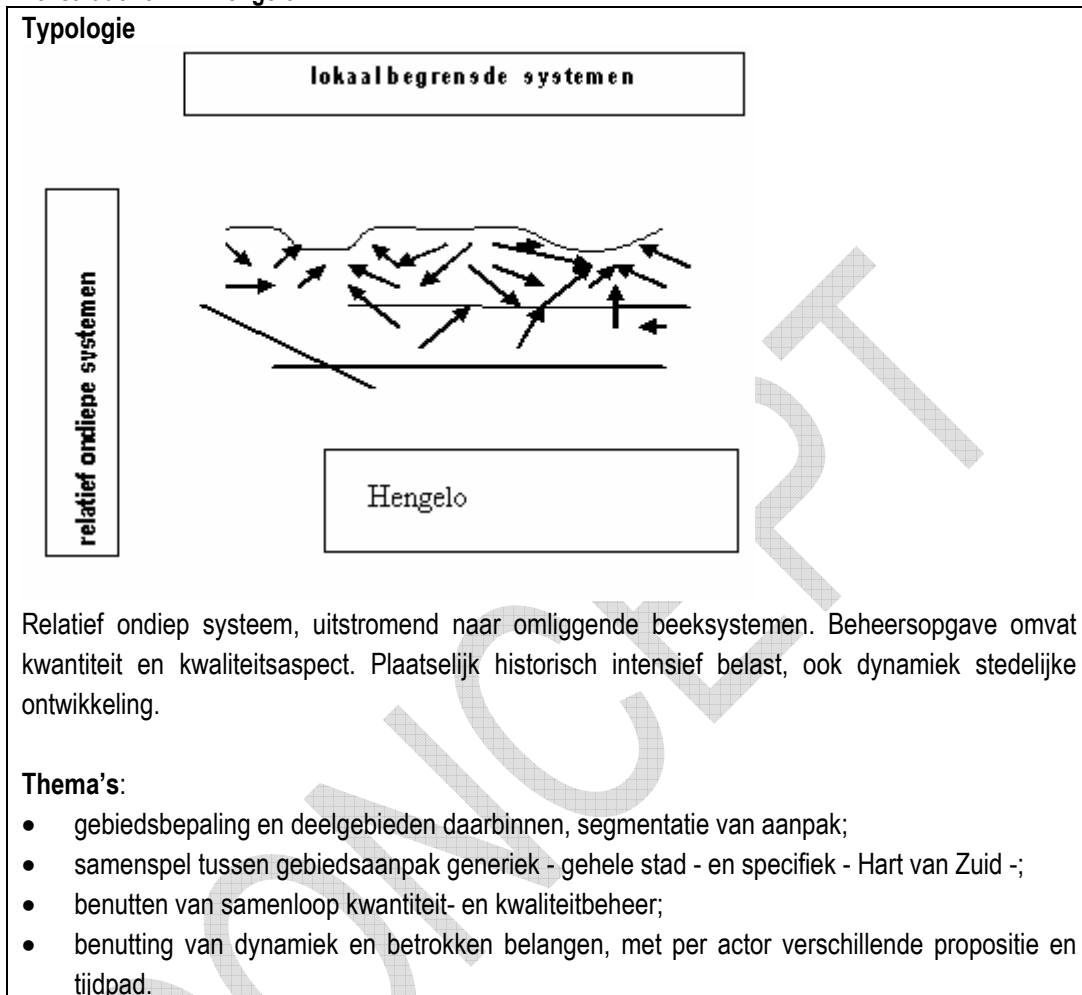 Typologie
lokaal begrensde systemen
relatief ondiepe systemen
Hengelo
Relatief ondiep systeem, uitstromend naar omliggende beeksystemen. Beheersopgave omvat
kwantiteit en kwaliteitsaspect. Plaatselijk historisch intensief belast, ook dynamiek stedelijke
ontwikkeling.
Thema's:
• gebiedsbepaling en deelgebieden daarbinnen, segmentatie van aanpak;
• samenspel tussen gebiedsaanpak generiek - gehele stad - en specifiek - Hart van Zuid -;
• benutten van samenloop kwantiteit- en kwaliteitbeheer;
• benutting van dynamiek en betrokken belangen, met per actor verschillende propositie en
tijdpad.
CONCEPT